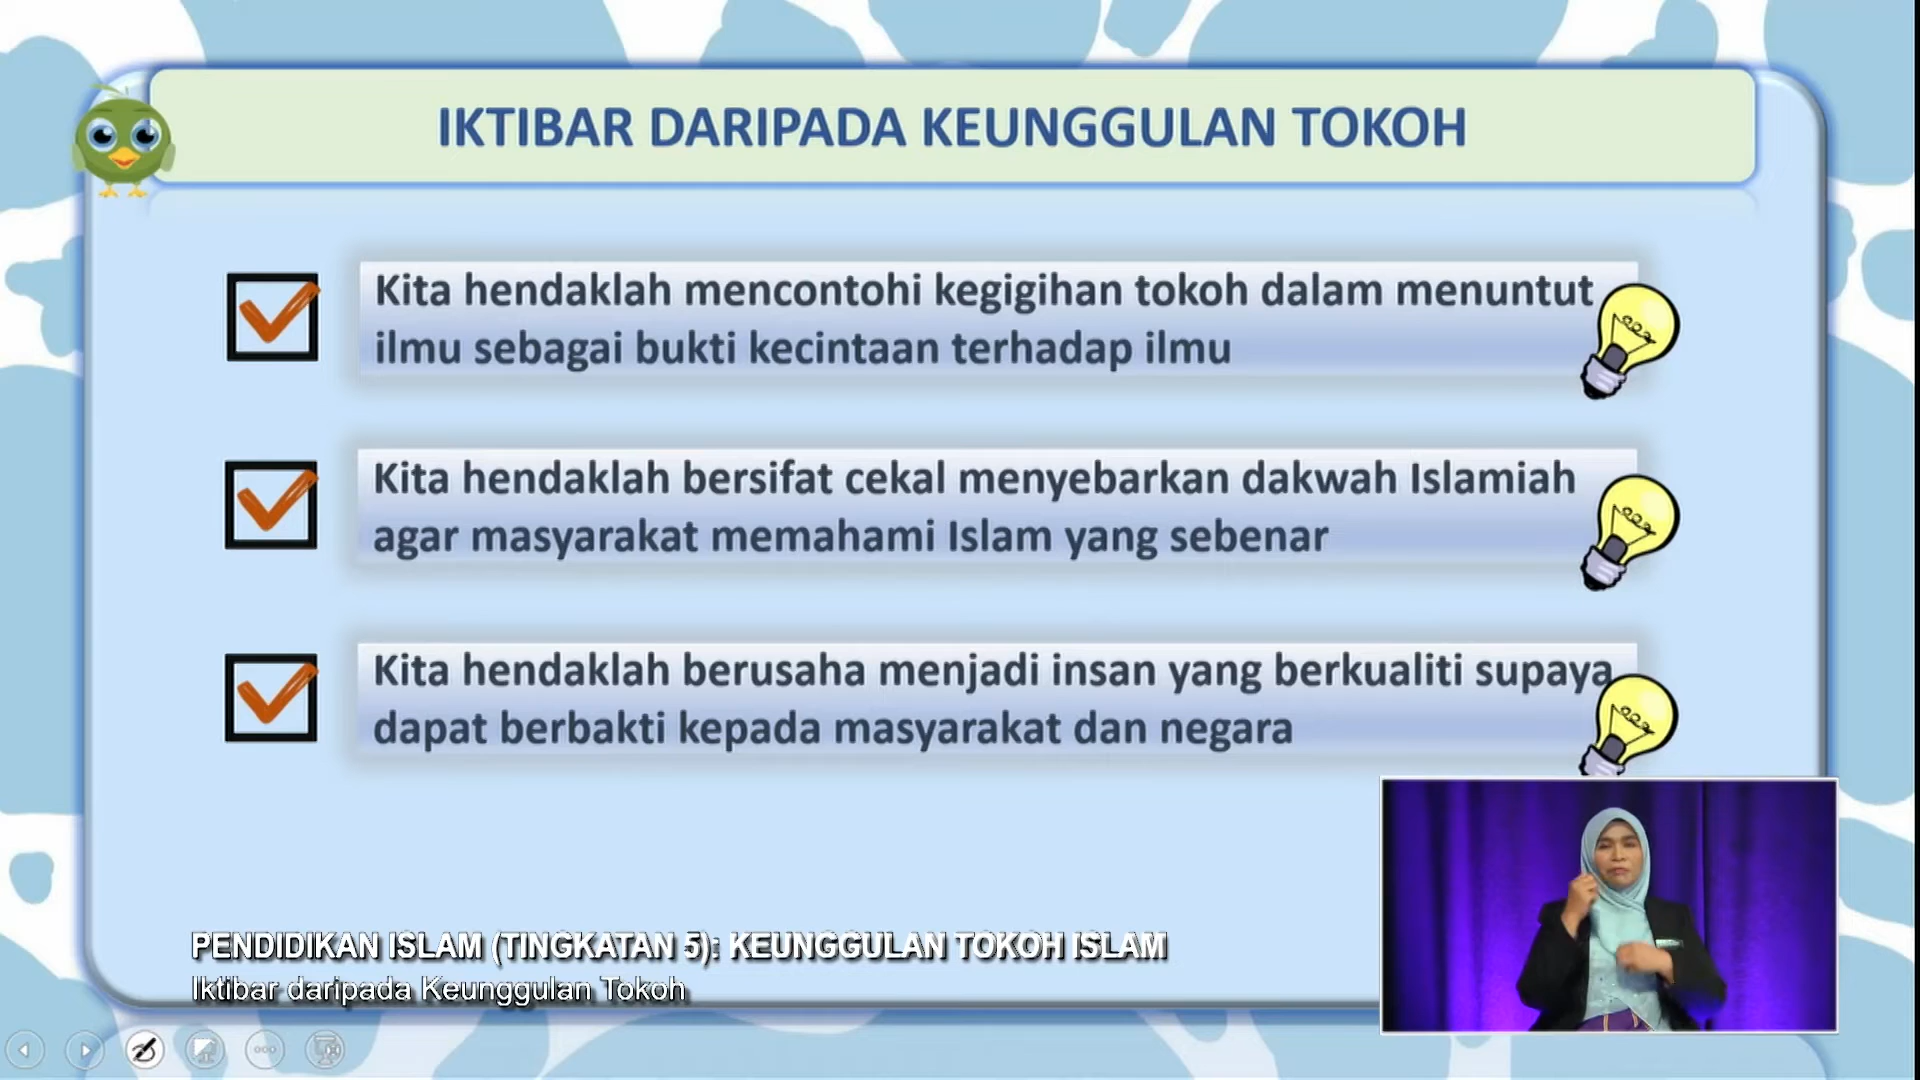 IKTIBAR DARIPADA KEUNGGULAN TOKOH
Kita hendaklah mencontohi kegigihan tokoh dalam menuntut
ilmu sebagai bukti kecintaan terhadap ilmu
Kita hendaklah bersifat cekal menyebarkan dakwah Islamiah
agar masyarakat memahami Islam yang sebenar
Kita hendaklah berusaha menjadi insan yang berkualiti supaya
dapat berbakti kepada masyarakat dan negara
PENDIDIKAN ISLAM (TINGKATAN 5): KEUNGGULAN TOKOH ISLAM
Iktibar daripada Keunggulan Tokoh